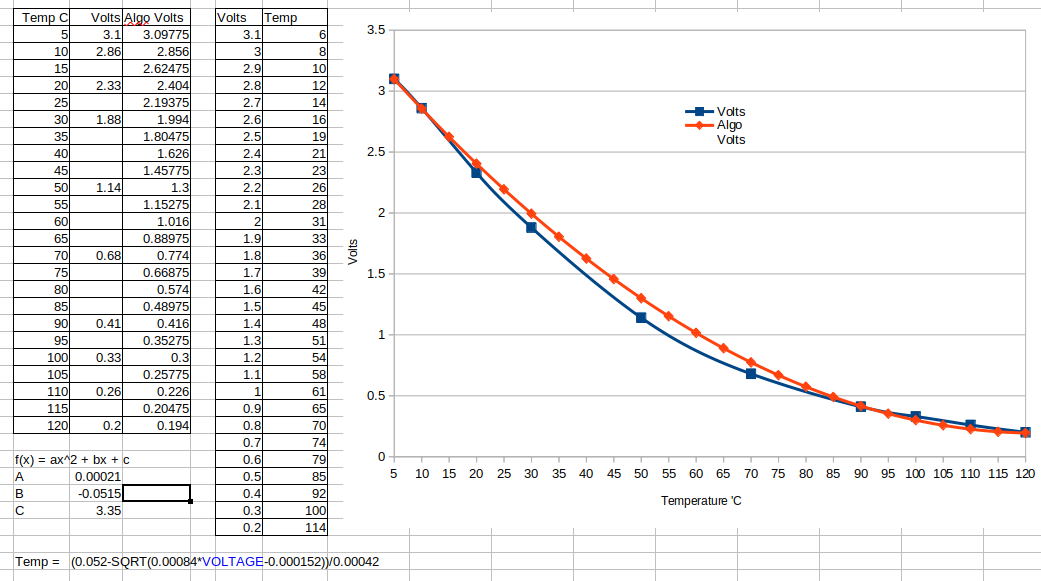 Temp C Volts Algo Volts Volts Temp
5 3.1 3.09775 3.1 6
10 2.86 2.856 3 8
15 2.62475 2.9 10
20 2.33 2.404 2.8 12
25 2.19375 2.7 14
30 1.88 1.994 2.6 16
35 1.80475 2.5 19
40 1.626 2.4 21
45 1.45775 2.3 23
50 1.14 1.3 2.2 26
55 1.15275 2.1 28
60 1.016 2 31
65 0.88975 1.9 33
70 0.68 0.774 1.8 36
75 0.66875 1.7 39
80 0.574 1.6 42
85 0.48975 1.5 45
90 0.41 0.416 1.4 48
95 0.35275 1.3 51
100 0.33 0.3 1.2 54
105 0.25775 1.1 58
110 0.26 0.226 1 61
115 0.20475 0.9 65
120 0.2 0.194 0.8 70
0.7 74
f(x) = ax^2 + bx + c 0.6 79
A 0.00021 0.5 85
B -0.0515 0.4 92
C 3.35 0.3 100
0.2 114
Temp = (0.052-SQRT(0.00084*VOLTAGE-0.000152))/0.00042
3.5
3
2.5
2
1.5
1
0.5
0
Volts
Volts
Algo
Volts
5 10 15 20 25 30 35 40 45 50 55 60 65 70 75 80 85 90 95 100 105 110 115 120
Temperature 'C